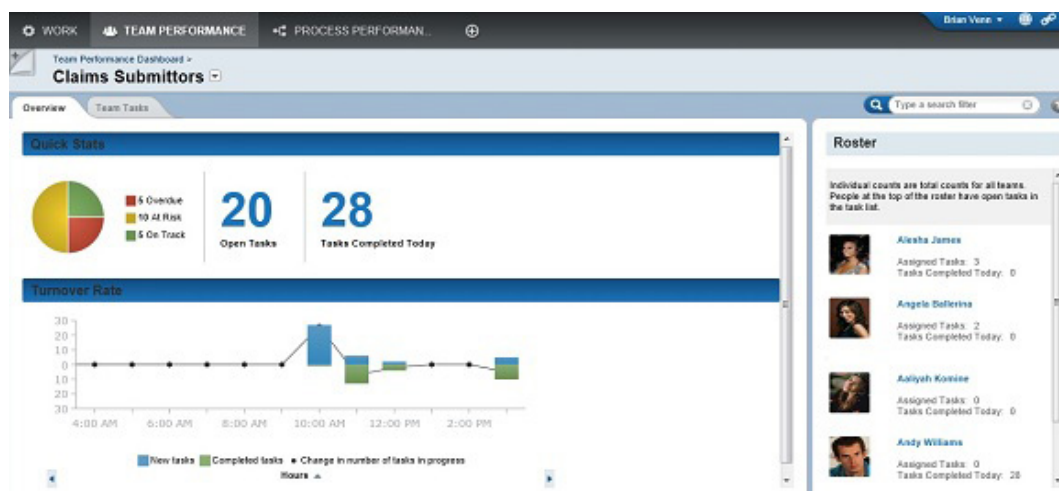 WORK
TEAM PERFORMANCE
PROCESS PERFORMAN...
Brian Venn
Team Performance Dashboard >
Claims Submittors
Overview
Team Tasks
Type a search filter
Quick Stats
5 Overdue
10 At Risk
5 On Track
20
Open Tasks
28
Tasks Completed Today
Turnover Rate
30
20
10
0
10
20
30
4:00 AM 6:00 AM 8:00 AM 10:00 AM 12:00 PM 2:00 PM
New tasks Completed tasks Change in number of tasks in progress
Hours
Roster
Individual counts are total counts for all teams.
People at the top of the roster have open tasks in
the task list.
Alesha James
Assigned Tasks: 3
Tasks Completed Today: 0
Angela Ballerina
Assigned Tasks: 2
Tasks Completed Today: 0
Aaliyah Komine
Assigned Tasks: 0
Tasks Completed Today: 0
Andy Williams
Assigned Tasks: 0
Tasks Completed Today: 28